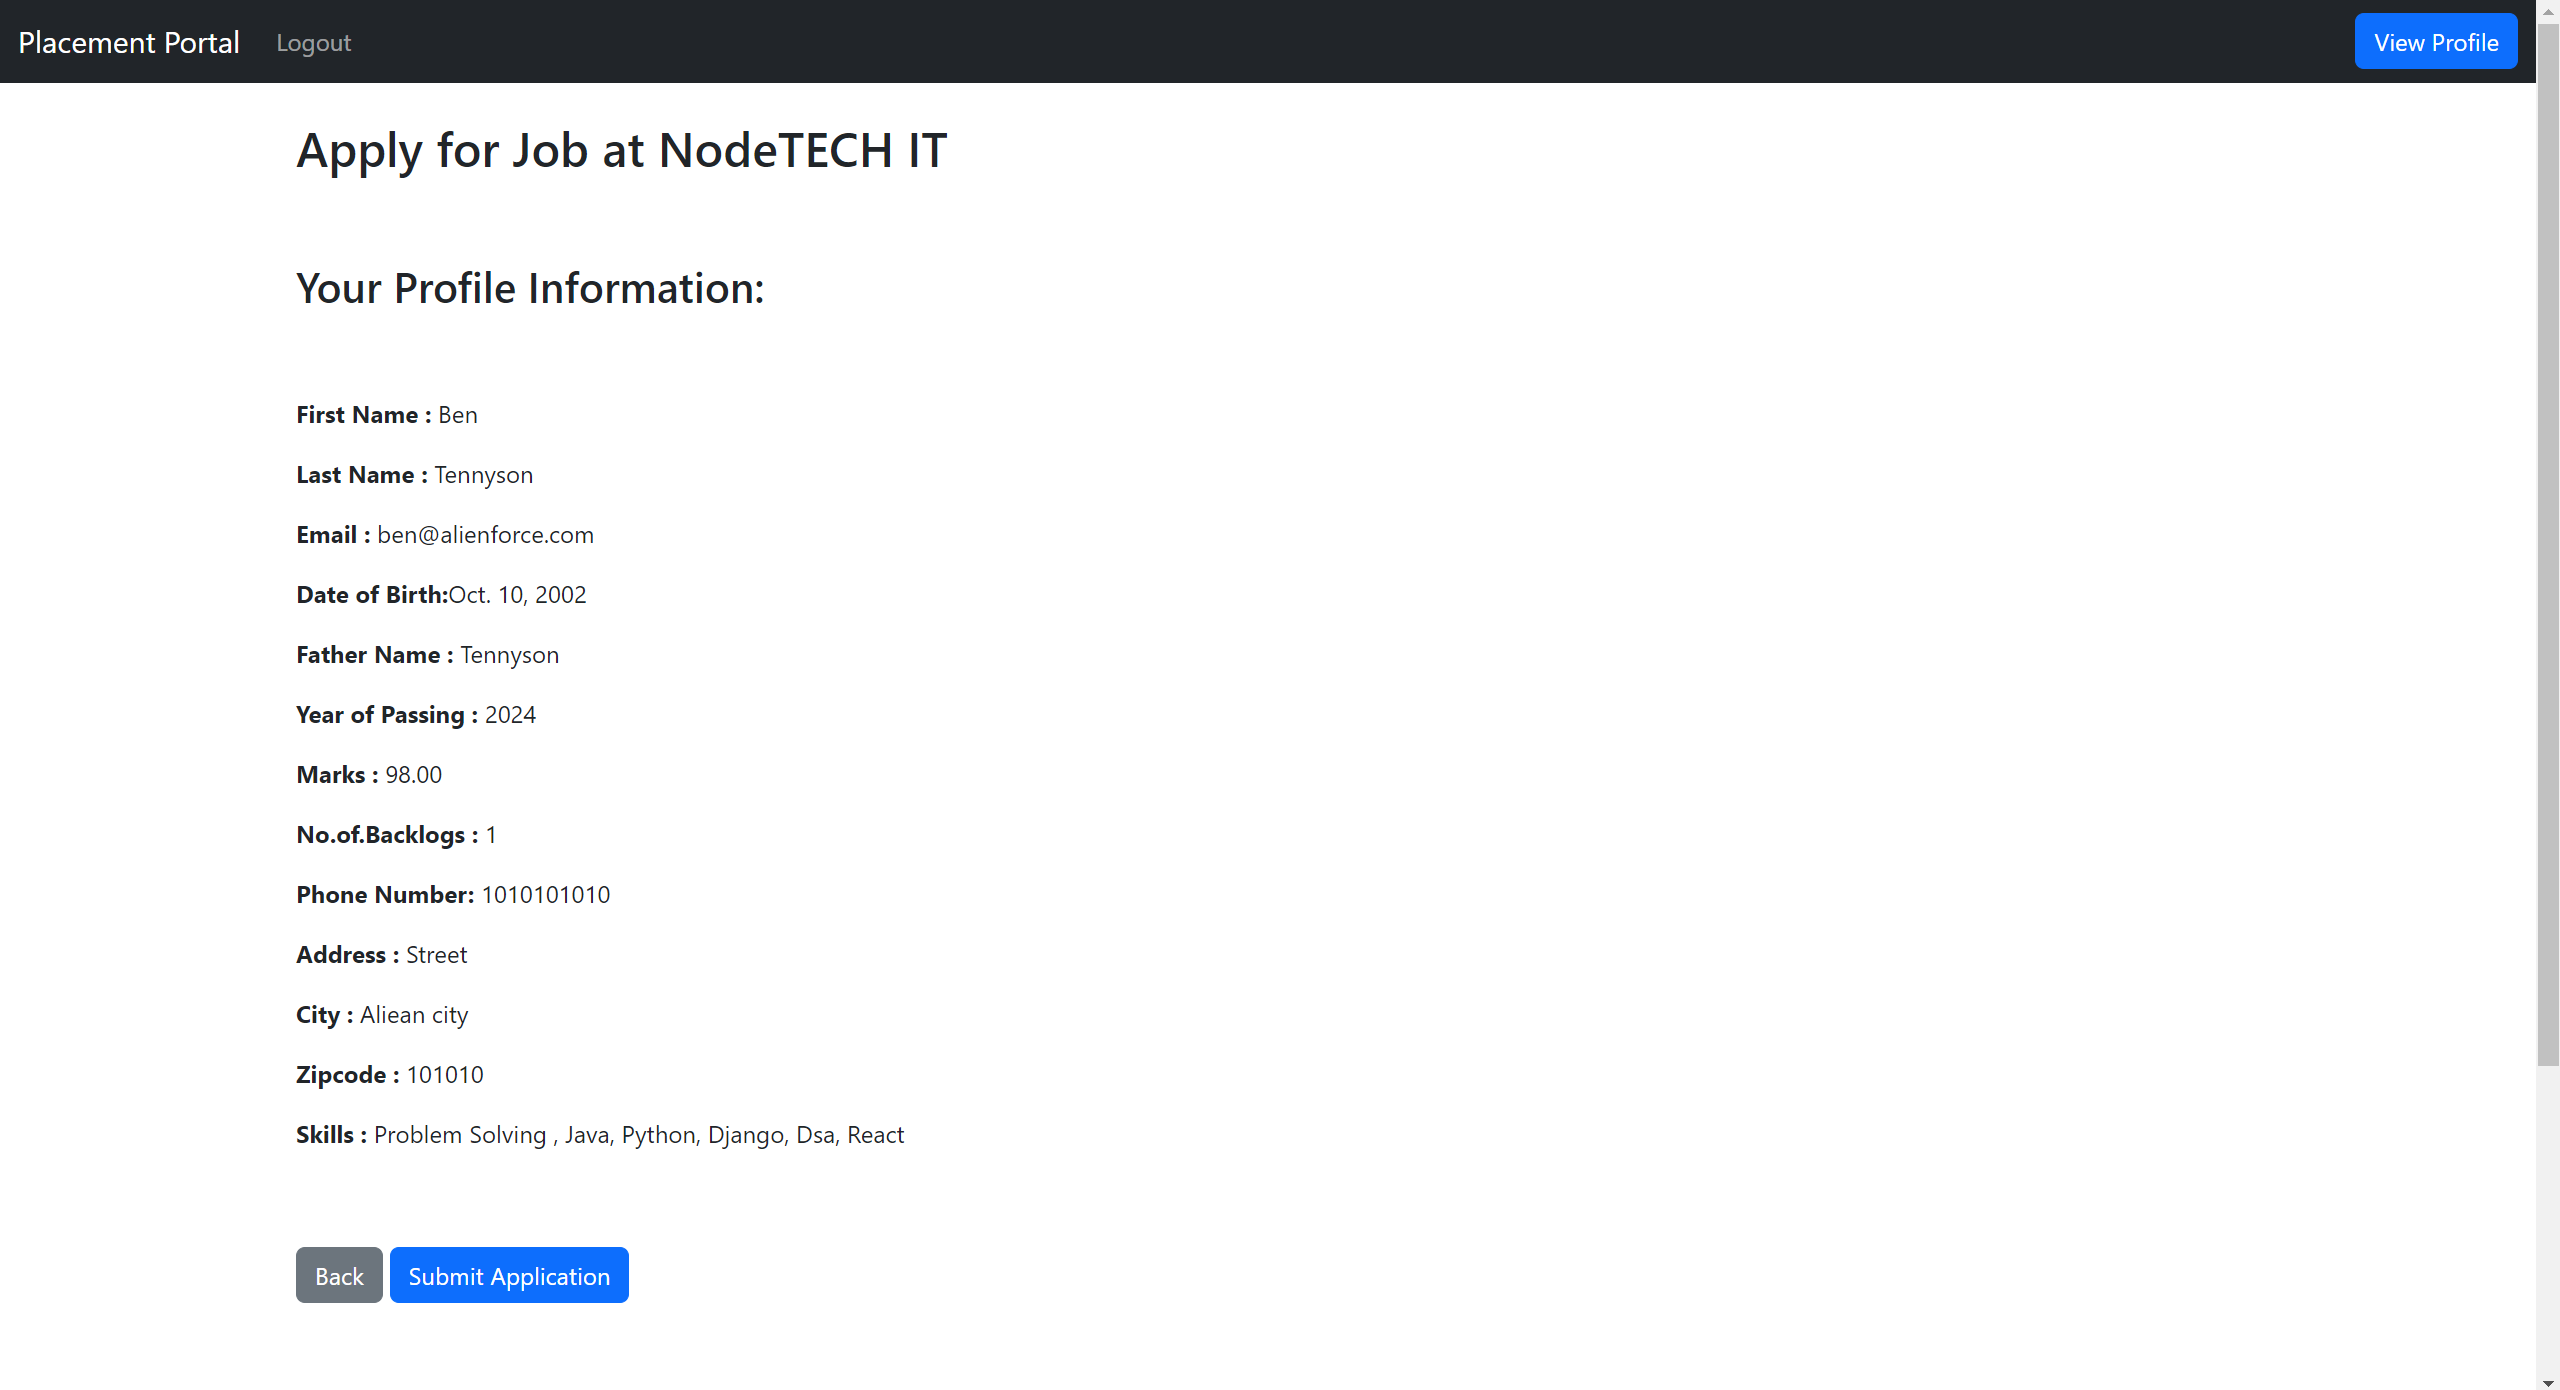 Placement Portal Logout View Profile
Apply for Job at NodeTECH IT
Your Profile Information:
First Name : Ben
Last Name : Tennyson
Email : ben@alienforce.com
Date of Birth:Oct. 10, 2002
Father Name : Tennyson
Year of Passing : 2024
Marks : 98.00
No.of.Backlogs : 1
Phone Number: 1010101010
Address : Street
City : Aliean city
Zipcode : 101010
Skills : Problem Solving , Java, Python, Django, Dsa, React
Back Submit Application